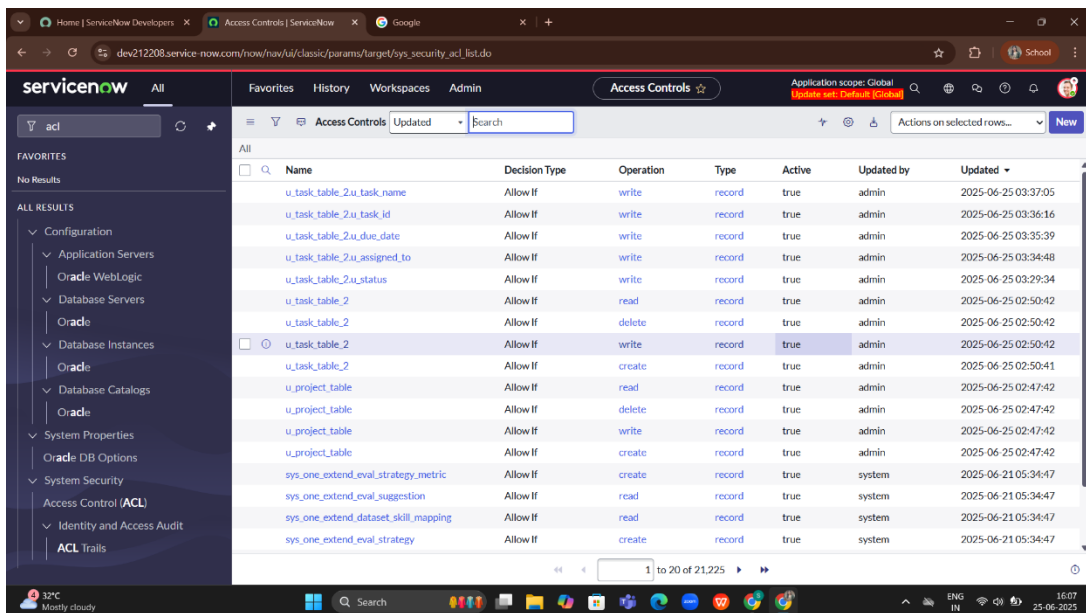 Home | ServiceNow Developers
Access Controls | ServiceNow
Google
dev212208.service-now.com/now/nav/ui/classic/params/target/sys_security_acl_list.do
School
servicenow All Favorites History Workspaces Admin Access Controls
Application scope: Global
Update set: Default [Global]
acl
Access Controls Updated Search Actions on selected rows... New
FAVORITES
No Results
ALL RESULTS
Configuration
Application Servers
Oracle WebLogic
Database Servers
Oracle
Database Instances
Oracle
Database Catalogs
Oracle
System Properties
Oracle DB Options
System Security
Access Control (ACL)
Identity and Access Audit
ACL Trails
All
Name Decision Type Operation Type Active Updated by Updated
u_task_table_2.u_task_name Allow If write record true admin 2025-06-25 03:37:05
u_task_table_2.u_task_id Allow If write record true admin 2025-06-25 03:36:16
u_task_table_2.u_due_date Allow If write record true admin 2025-06-25 03:35:39
u_task_table_2.u_assigned_to Allow If write record true admin 2025-06-25 03:34:48
u_task_table_2.u_status Allow If write record true admin 2025-06-25 03:29:34
u_task_table_2 Allow If read record true admin 2025-06-25 02:50:42
u_task_table_2 Allow If delete record true admin 2025-06-25 02:50:42
u_task_table_2 Allow If write record true admin 2025-06-25 02:50:42
u_task_table_2 Allow If create record true admin 2025-06-25 02:50:41
u_project_table Allow If read record true admin 2025-06-25 02:47:42
u_project_table Allow If delete record true admin 2025-06-25 02:47:42
u_project_table Allow If write record true admin 2025-06-25 02:47:42
u_project_table Allow If create record true admin 2025-06-25 02:47:42
sys_one_extend_eval_strategy_metric Allow If create record true system 2025-06-21 05:34:47
sys_one_extend_eval_suggestion Allow If read record true system 2025-06-21 05:34:47
sys_one_extend_dataset_skill_mapping Allow If read record true system 2025-06-21 05:34:47
sys_one_extend_eval_strategy Allow If create record true system 2025-06-21 05:34:47
1 to 20 of 21,225
4
32°C
Mostly cloudy
Search
ENG
IN
16:07
25-06-2025